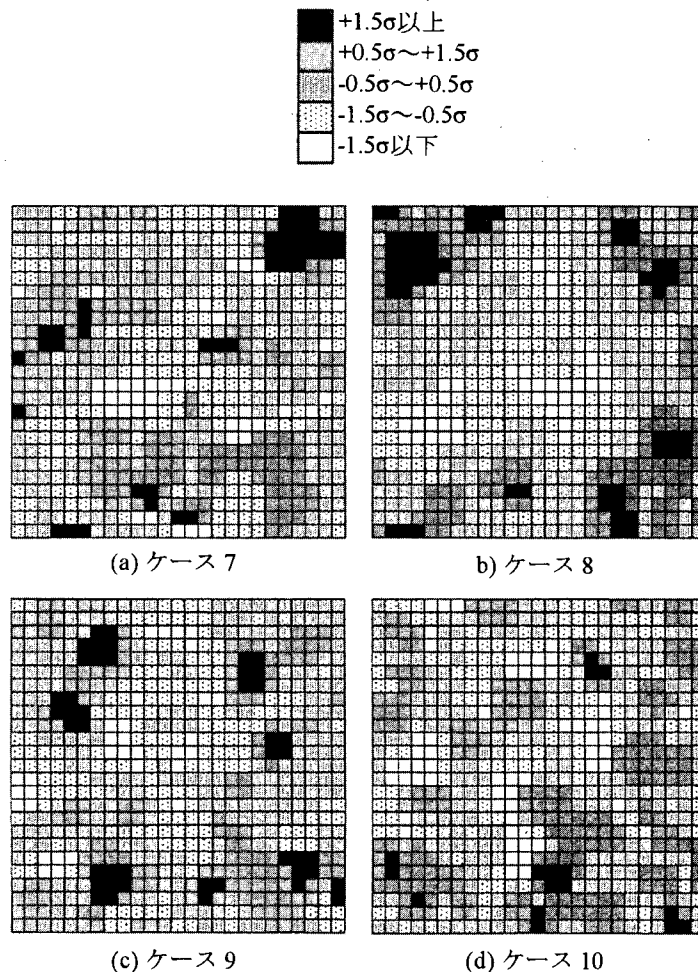 +1.5σ以上
+0.5σ～+1.5σ
-0.5σ～+0.5σ
-1.5σ～-0.5σ
-1.5σ以下
(a) ケース 7
b) ケース 8
(c) ケース 9
(d) ケース 10